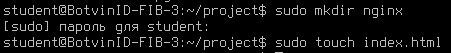 student@BotvinID-FIB-3:~/project$ sudo mkdir nginx
[sudo] пароль для student:
student@BotvinID-FIB-3:~/project$ sudo touch index.html